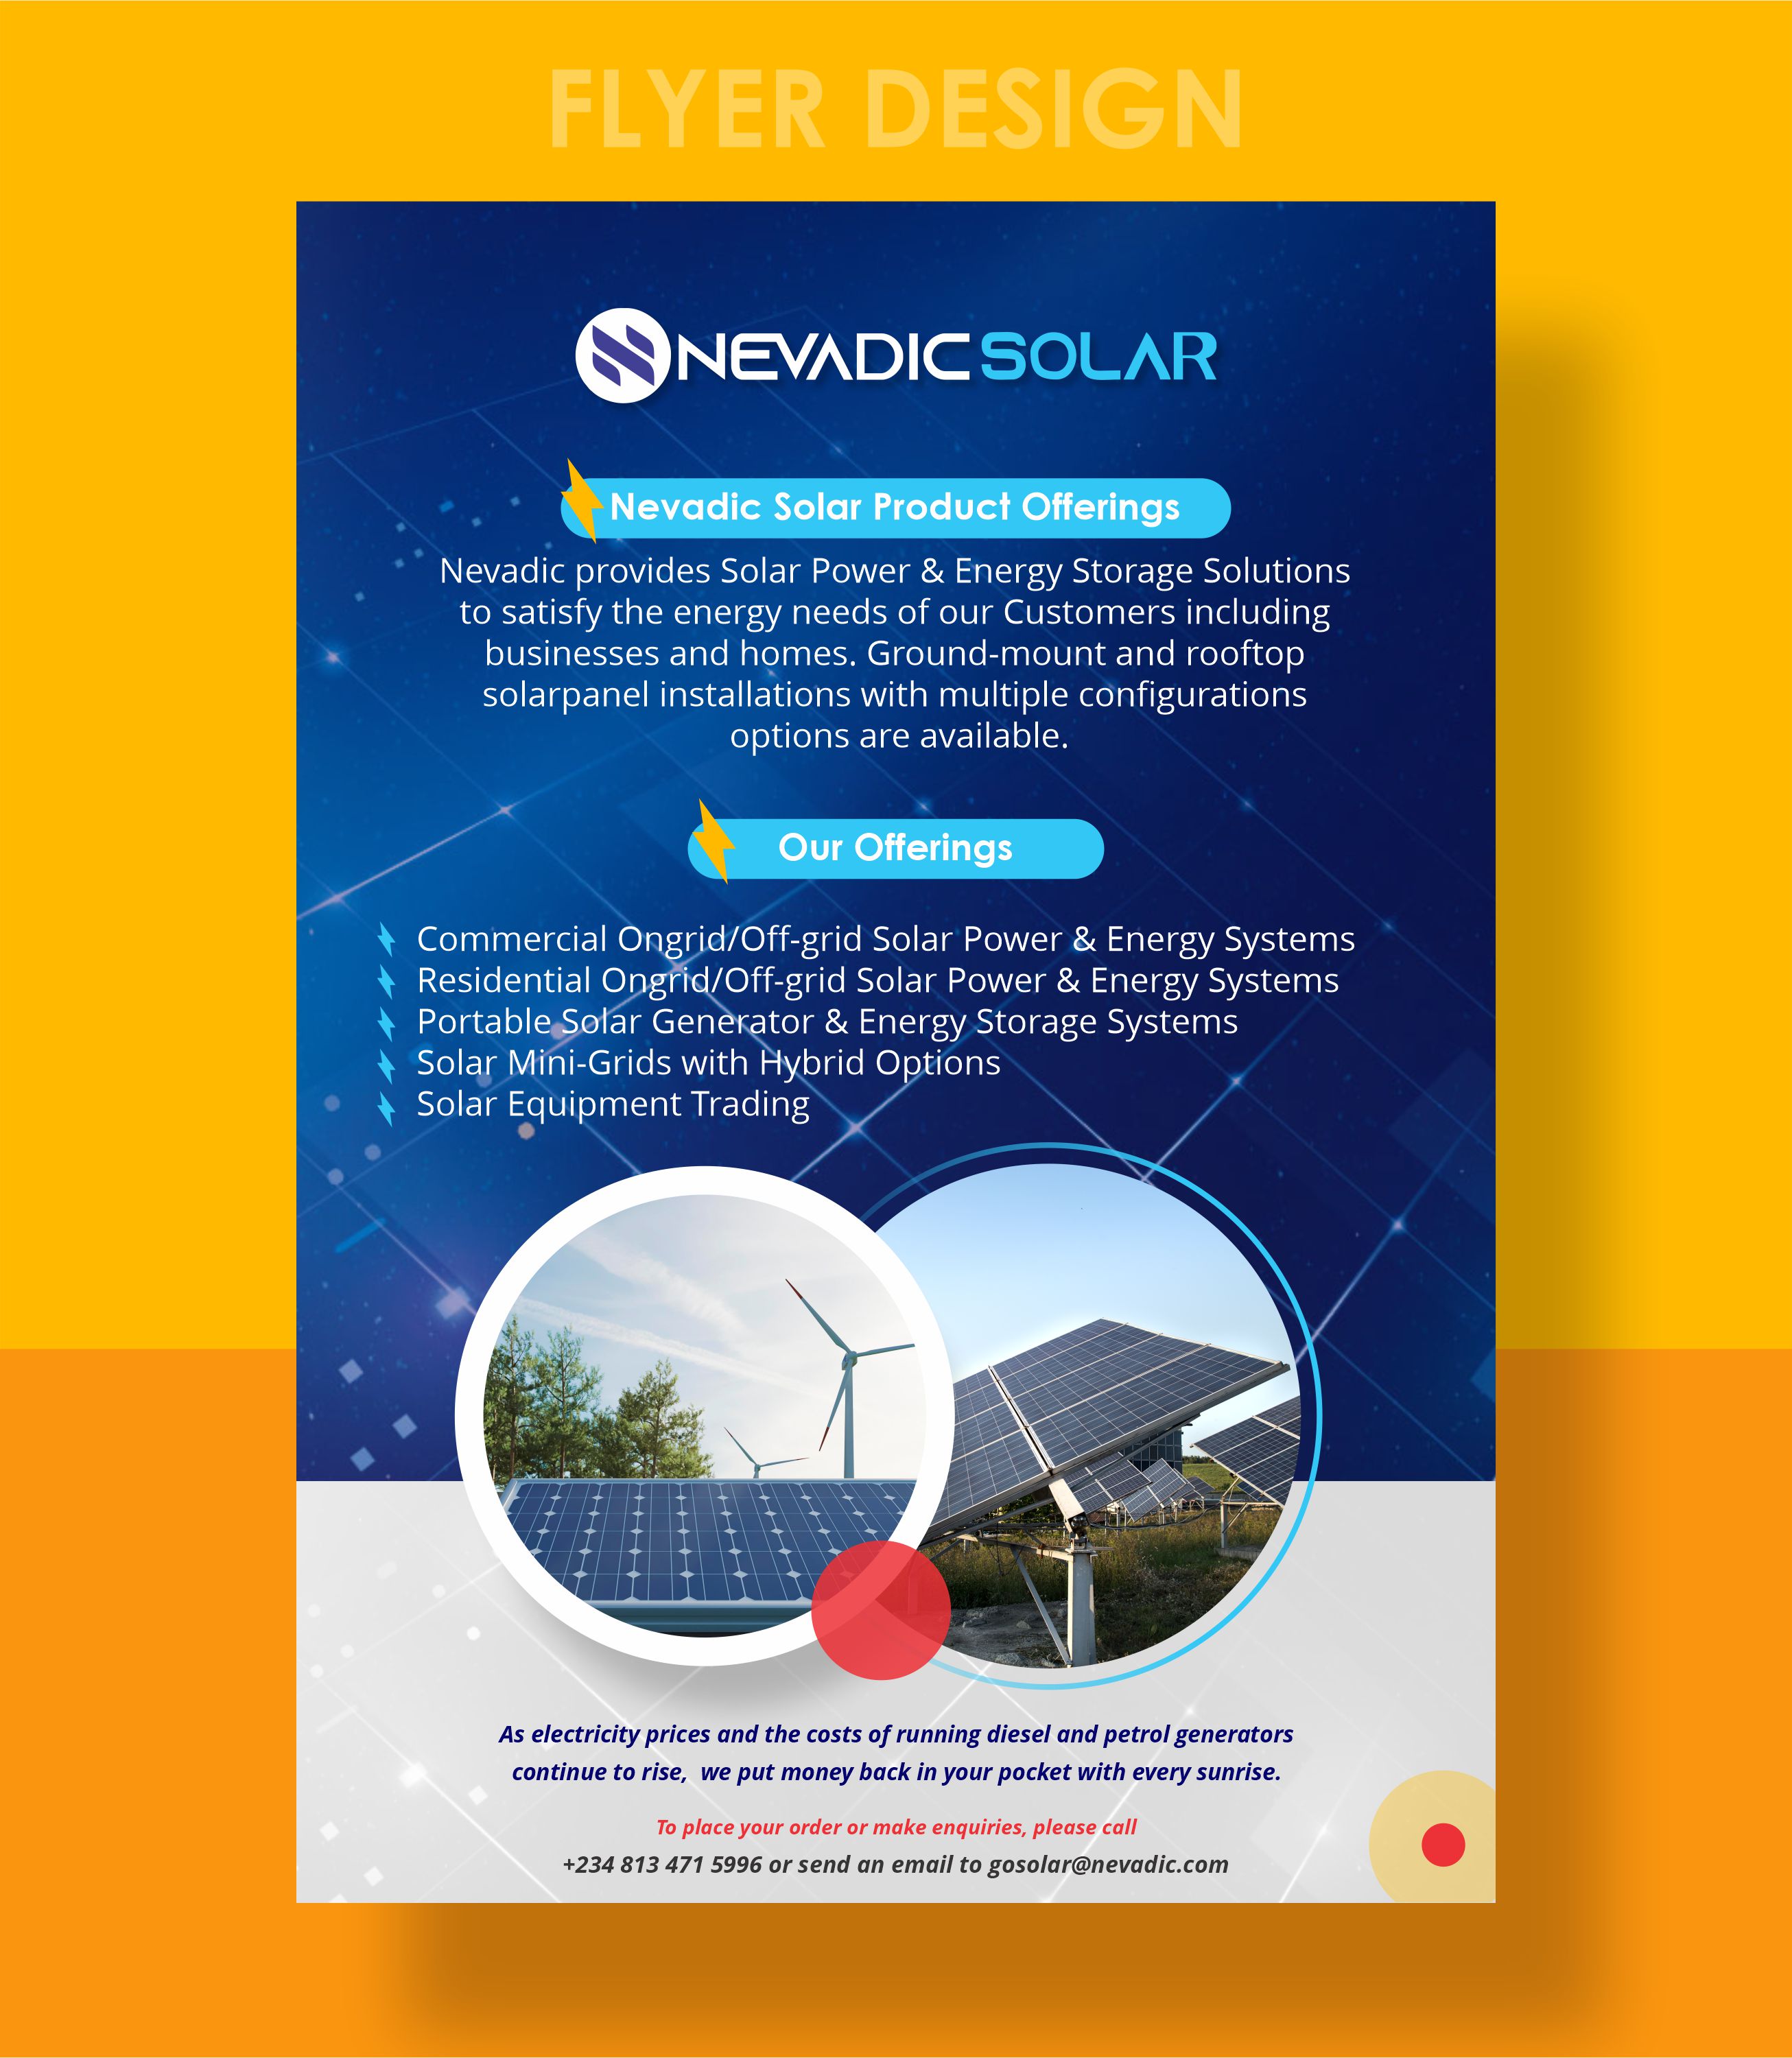 FLYER DESIGN
NEVADIC SOLAR
Nevadic Solar Product Offerings
Nevadic provides Solar Power & Energy Storage Solutions
to satisfy the energy needs of our Customers including
businesses and homes. Ground-mount and rooftop
solarpanel installations with multiple configurations
options are available.
Our Offerings
Commercial Ongrid/Off-grid Solar Power & Energy Systems
Residential Ongrid/Off-grid Solar Power & Energy Systems
Portable Solar Generator & Energy Storage Systems
Solar Mini-Grids with Hybrid Options
Solar Equipment Trading
As electricity prices and the costs of running diesel and petrol generators
continue to rise,  we put money back in your pocket with every sunrise.
To place your order or make enquiries, please call
+234 813 471 5996 or send an email to gosolar@nevadic.com